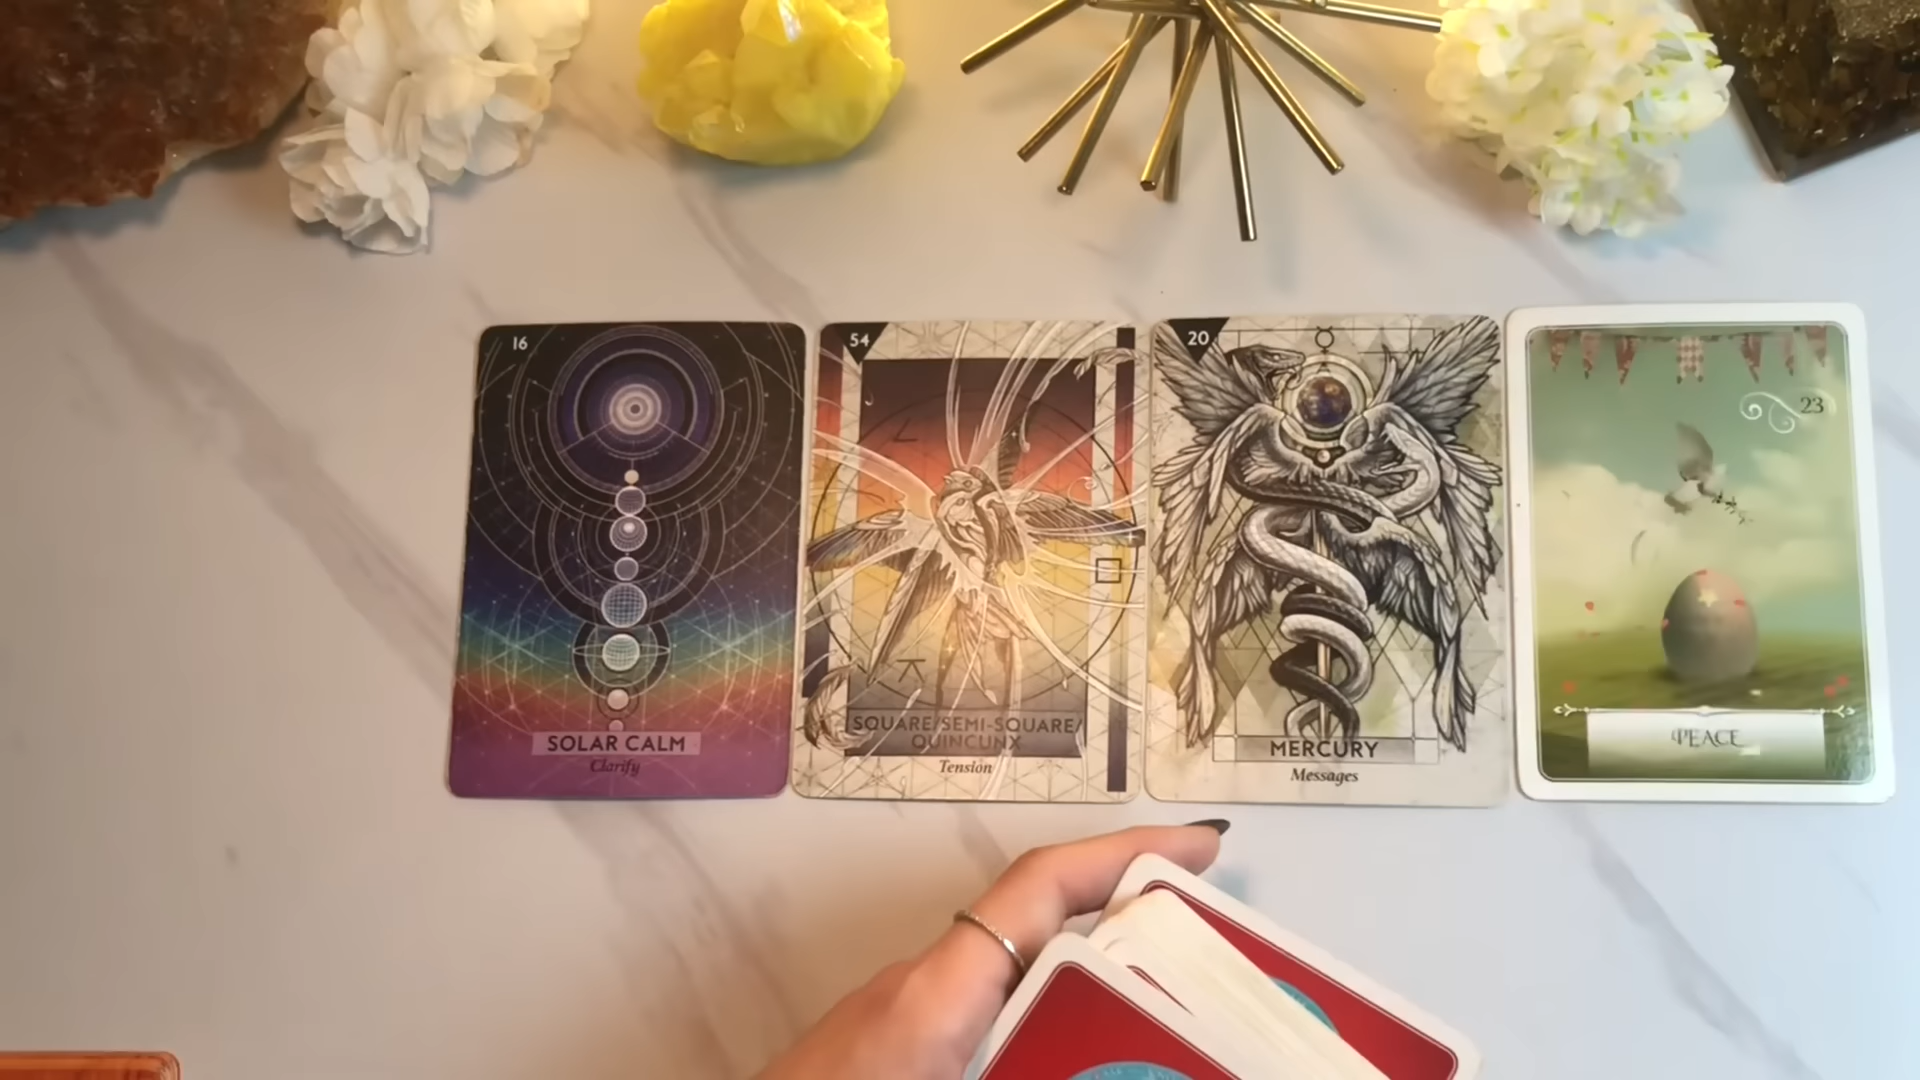 16
SOLAR CALM
Clarify
54
SQUARE/SEMI-SQUARE/
QUINCUNX
Tension
20
MERCURY
Messages
23
PEACE